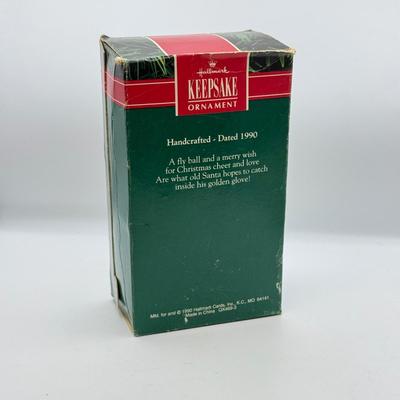 Hallmark
KEEPSAKE
ORNAMENT
Handcrafted - Dated 1990
A fly ball and a merry wish
for Christmas cheer and love
Are what old Santa hopes to catch
inside his golden glove!
Mfd. for and © 1990 Hallmark Cards, Inc., K.C., MO 64141
Made in China QX469-3